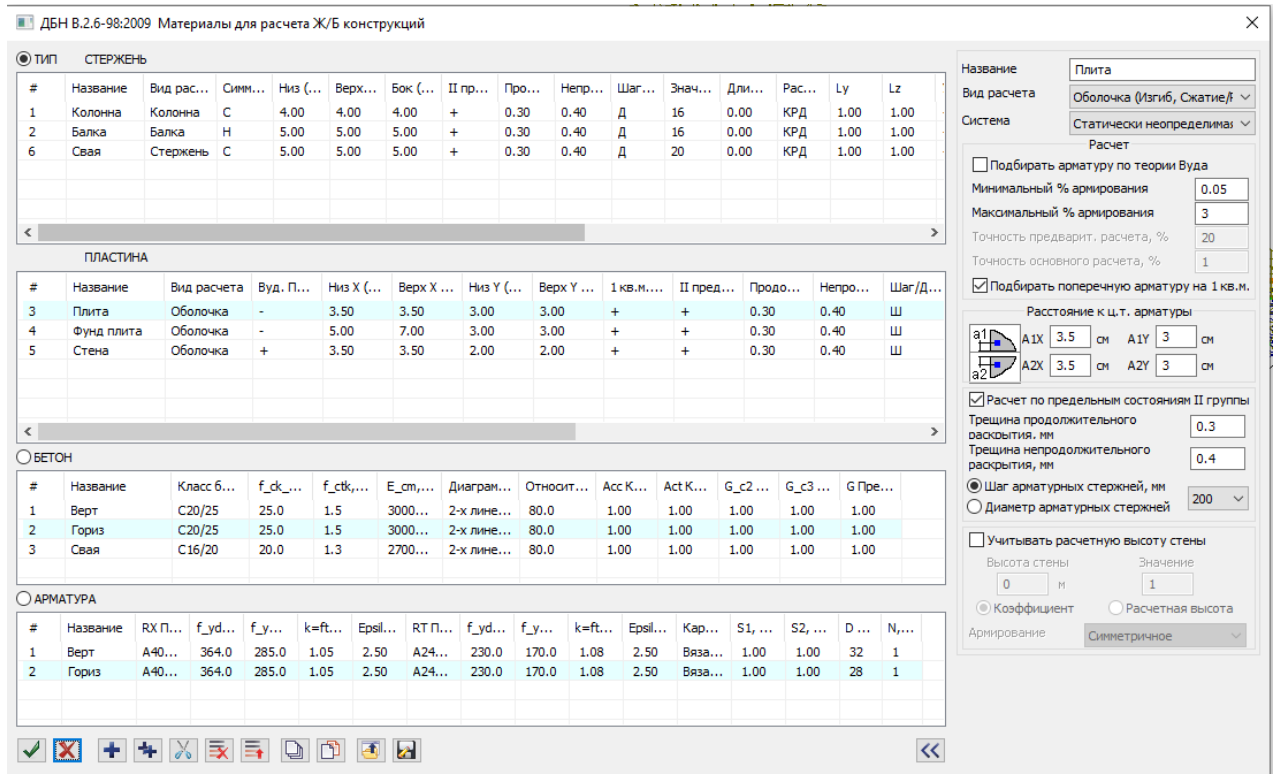 ДБН В.2.6-98:2009 Материалы для расчета Ж/Б конструкций
ТИП СТЕРЖЕНЬ
# Название Вид рас... Симм... Низ (... Верх... Бок (... II пр... Про... Непр... Шаг... Знач... Дли... Рас... Ly Lz
1 Колонна Колонна С 4.00 4.00 4.00 + 0.30 0.40 Д 16 0.00 КРД 1.00 1.00
2 Балка Балка Н 5.00 5.00 5.00 + 0.30 0.40 Д 16 0.00 КРД 1.00 1.00
6 Свая Стержень С 5.00 5.00 5.00 + 0.30 0.40 Д 20 0.00 КРД 1.00 1.00
ПЛАСТИНА
# Название Вид расчета Вуд. П... Низ X (... Верх X ... Низ Y (... Верх Y ... 1 кв.м.... II пред... Продо... Непро... Шаг/Д...
3 Плита Оболочка - 3.50 3.50 3.00 3.00 + + 0.30 0.40 Ш
4 Фунд плита Оболочка - 5.00 7.00 3.00 3.00 + + 0.30 0.40 Ш
5 Стена Оболочка + 3.50 3.50 2.00 2.00 + + 0.30 0.40 Ш
БЕТОН
# Название Класс б... f_ck_... f_ctk,... E_cm,... Диаграм... Относит... Acc К... Act К... G_c2 ... G_c3 ... G Пре...
1 Верт C20/25 25.0 1.5 3000... 2-х лине... 80.0 1.00 1.00 1.00 1.00 1.00
2 Гориз C20/25 25.0 1.5 3000... 2-х лине... 80.0 1.00 1.00 1.00 1.00 1.00
3 Свая C16/20 20.0 1.3 2700... 2-х лине... 80.0 1.00 1.00 1.00 1.00 1.00
АРМАТУРА
# Название RX П... f_yd... f_y... k=ft... Epsil... RT П... f_yd... f_y... k=ft... Epsil... Кар... S1, ... S2, ... D ... N,...
1 Верт A40... 364.0 285.0 1.05 2.50 A24... 230.0 170.0 1.08 2.50 Вяза... 1.00 1.00 32 1
2 Гориз A40... 364.0 285.0 1.05 2.50 A24... 230.0 170.0 1.08 2.50 Вяза... 1.00 1.00 28 1
Название Плита
Вид расчета Оболочка (Изгиб, Сжатие/
Система Статически неопределимая
Расчет
Подбирать арматуру по теории Вуда
Минимальный % армирования 0.05
Максимальный % армирования 3
Точность предварит. расчета, % 20
Точность основного расчета, % 1
Подбирать поперечную арматуру на 1 кв.м.
Расстояние к ц.т. арматуры
a1 A1X 3.5 см A1Y 3 см
a2 A2X 3.5 см A2Y 3 см
Расчет по предельным состояниям II группы
Трещина продолжительного
раскрытия, мм 0.3
Трещина непродолжительного
раскрытия, мм 0.4
Шаг арматурных стержней, мм
Диаметр арматурных стержней 200
Учитывать расчетную высоту стены
Высота стены Значение
0 м 1
Коэффициент Расчетная высота
Армирование Симметричное